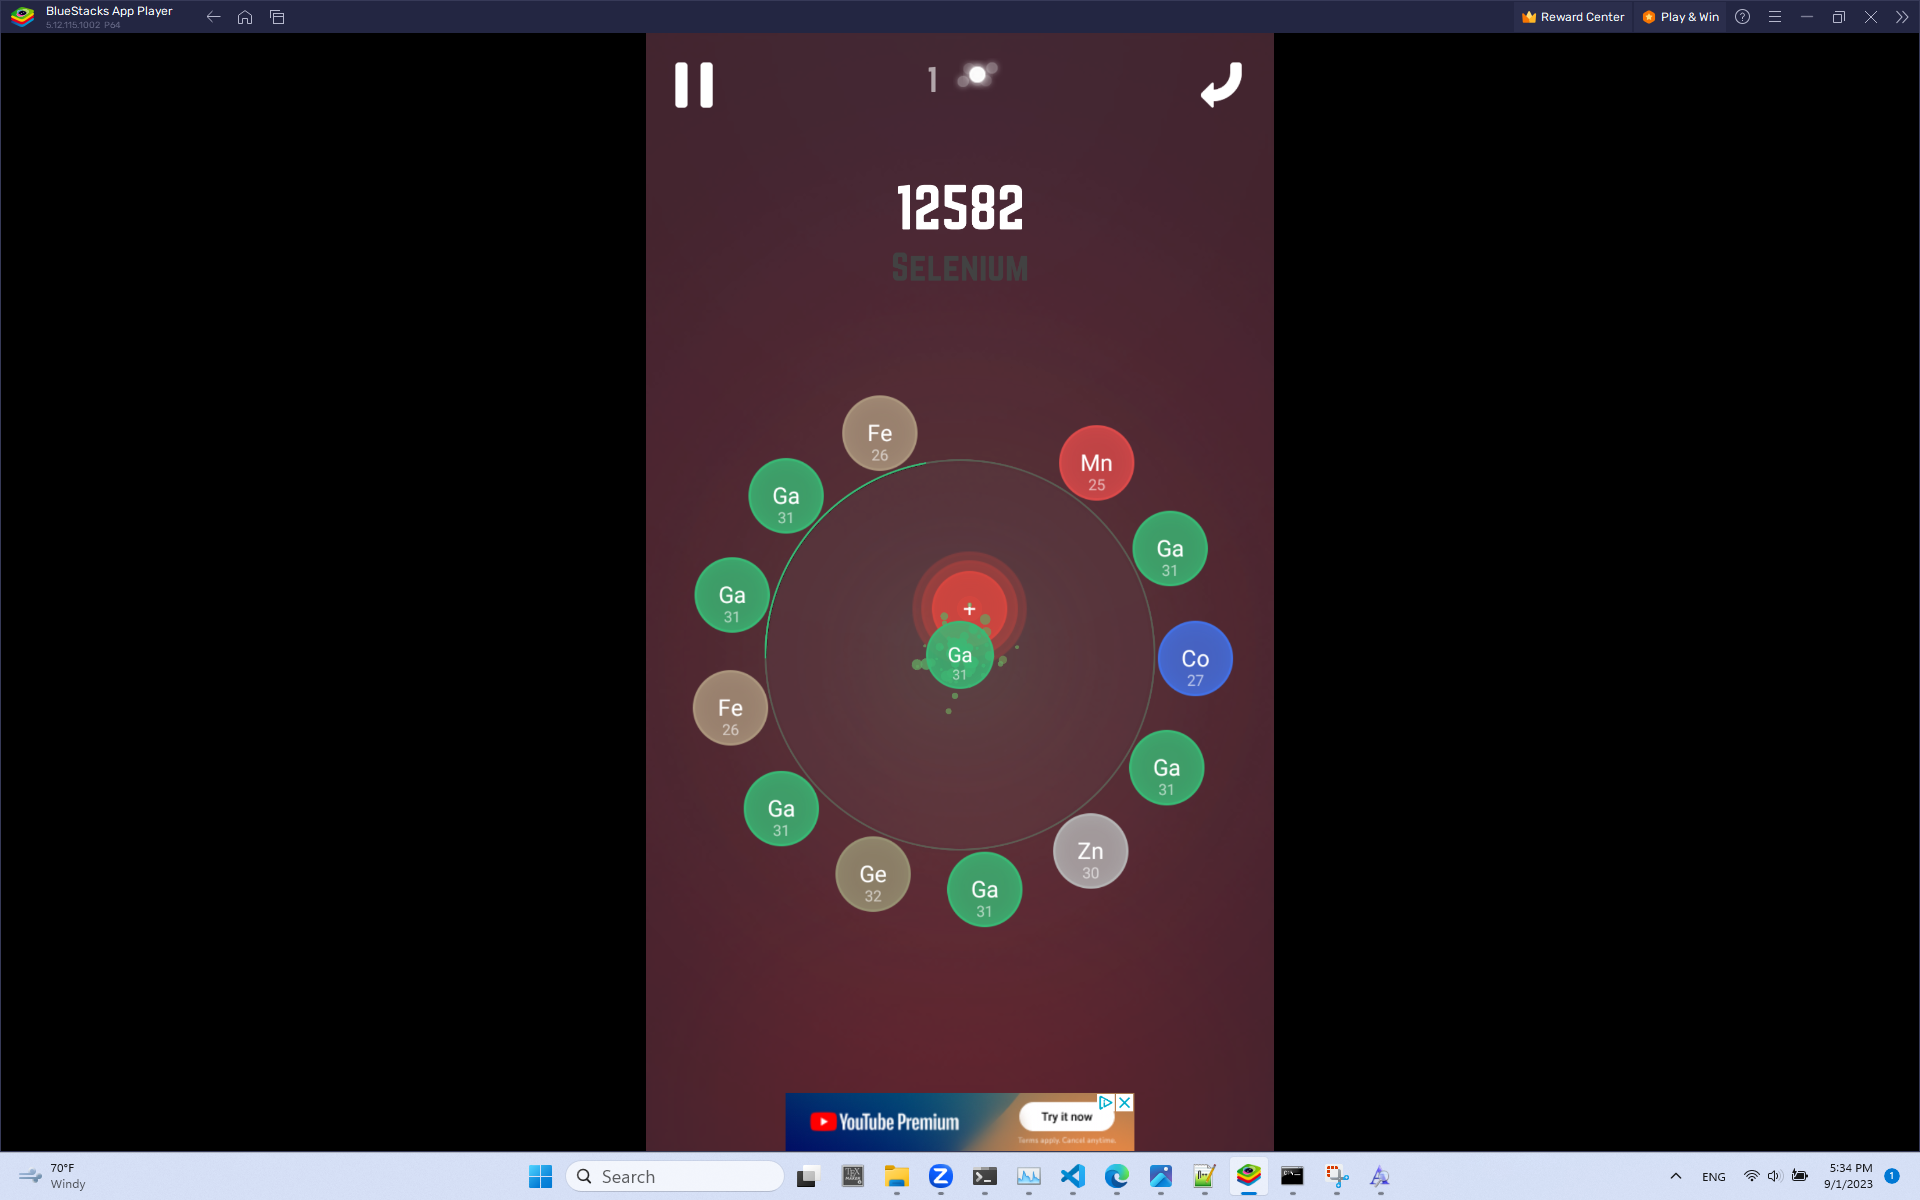 BlueStacks App Player
5.12.115.1002 P64
Reward Center
Play & Win
1
12582
SELENIUM
Fe
26
Mn
25
Ga
31
Ga
31
Ga
31
+
Ga
31
Co
27
Fe
26
Ga
31
Ga
31
Zn
30
Ge
32
Ga
31
YouTube Premium
Try it now
Terms apply. Cancel anytime.
70°F
Windy
Search
ENG
5:34 PM
9/1/2023
1